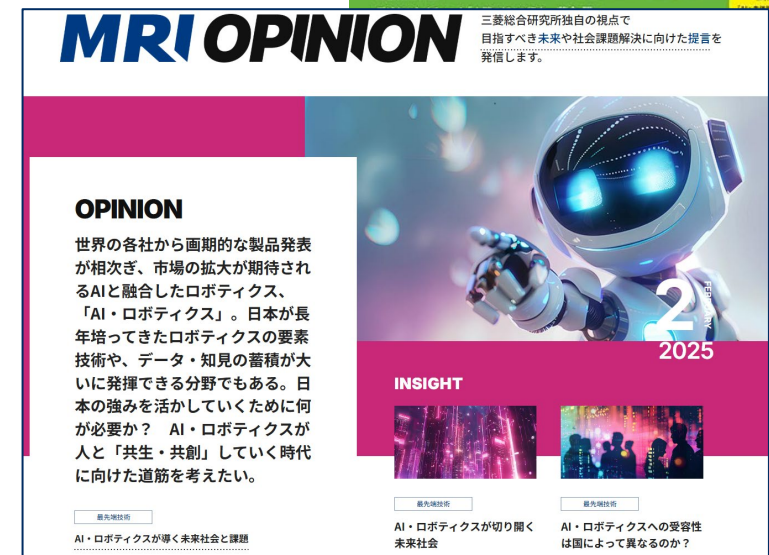 MRI OPINION
三菱総合研究所独自の視点で
目指すべき未来や社会課題解決に向けた提言を
発信します。
OPINION
世界の各社から画期的な製品発表
が相次ぎ、市場の拡大が期待され
るAIと融合したロボティクス、
「AI・ロボティクス」。日本が長
年培ってきたロボティクスの要素
技術や、データ・知見の蓄積が大
いに発揮できる分野でもある。日
本の強みを活かしていくために何
が必要か？　AI・ロボティクスが
人と「共生・共創」していく時代
に向けた道筋を考えたい。
最先端技術
AI・ロボティクスが導く未来社会と課題
2
FEBRUARY
2025
INSIGHT
最先端技術
AI・ロボティクスが切り開く
未来社会
最先端技術
AI・ロボティクスへの受容性
は国によって異なるのか？